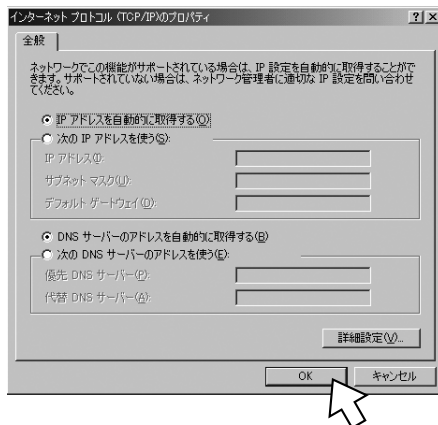 インターネット プロトコル (TCP/IP)のプロパティ
全般
ネットワークでこの機能がサポートされている場合は、IP 設定を自動的に取得することがで
きます。サポートされていない場合は、ネットワーク管理者に適切な IP 設定を問い合わせ
てください。
IP アドレスを自動的に取得する(O)
次の IP アドレスを使う(S):
IP アドレス(I):
サブネット マスク(U):
デフォルト ゲートウェイ(D):
DNS サーバーのアドレスを自動的に取得する(B)
次の DNS サーバーのアドレスを使う(E):
優先 DNS サーバー(P):
代替 DNS サーバー(A):
詳細設定(V)...
OK キャンセル